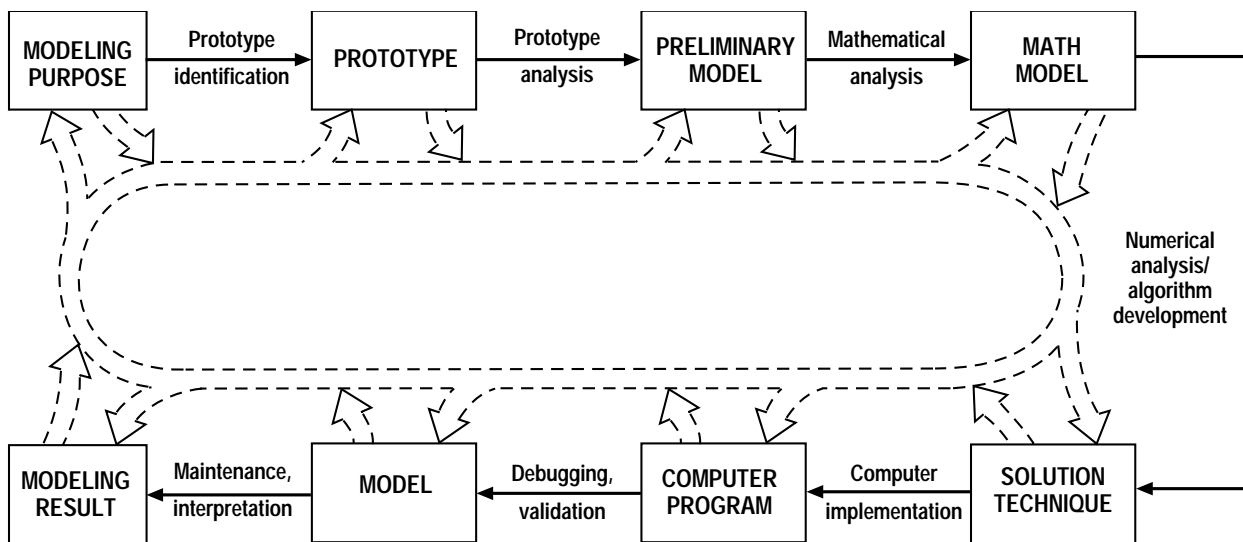 MODELING
PURPOSE
Prototype
identification
PROTOTYPE
Prototype
analysis
PRELIMINARY
MODEL
Mathematical
analysis
MATH
MODEL
Numerical
analysis/
algorithm
development
MODELING
RESULT
Maintenance,
interpretation
MODEL
Debugging,
validation
COMPUTER
PROGRAM
Computer
implementation
SOLUTION
TECHNIQUE